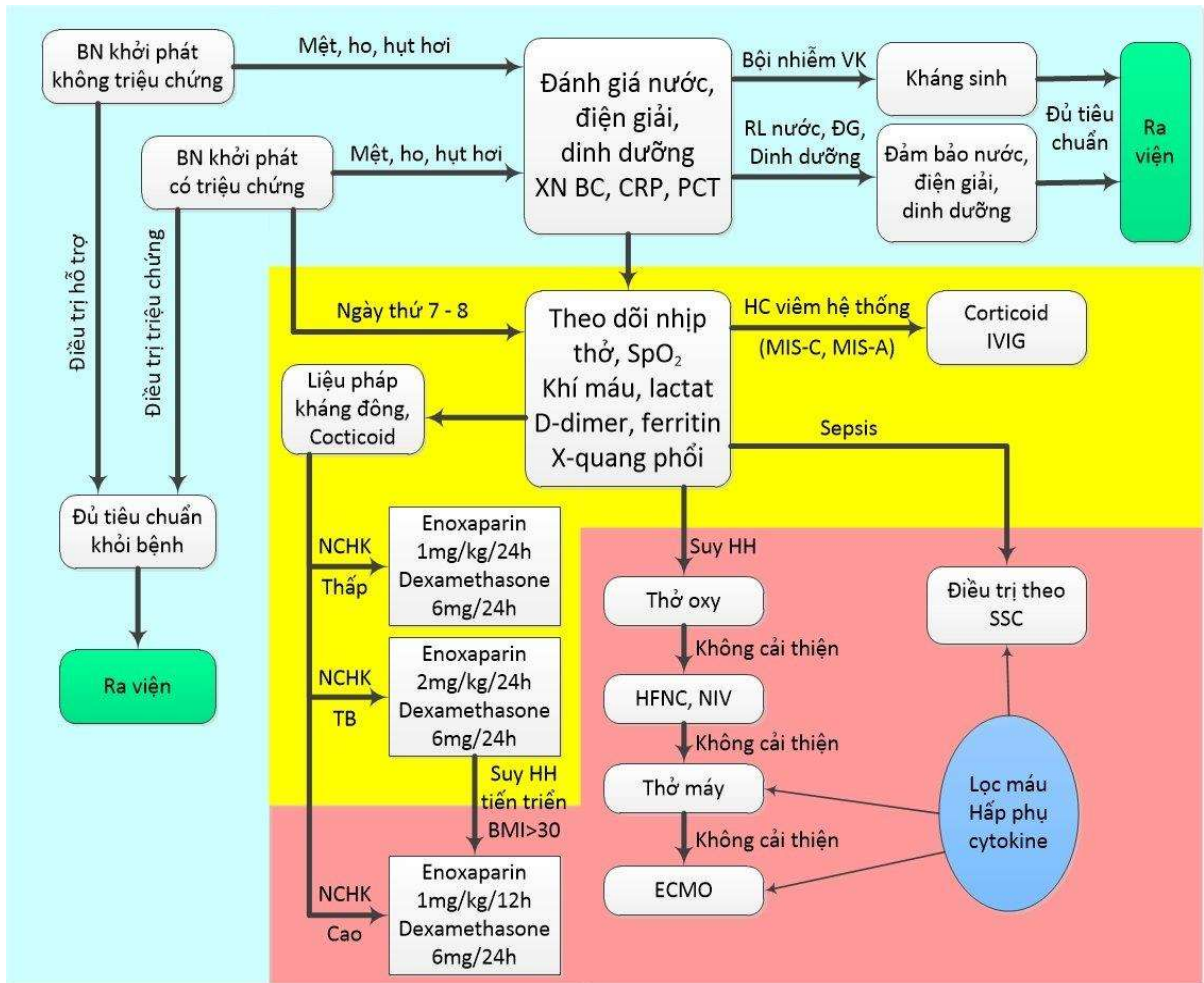 BN khởi phát
không triệu chứng
Mệt, ho, hụt hơi
Đánh giá nước,
điện giải,
dinh dưỡng
XN BC, CRP, PCT
Bội nhiễm VK
Kháng sinh
RL nước, ĐG,
Dinh dưỡng
Đảm bảo nước,
điện giải,
dinh dưỡng
Đủ tiêu
chuẩn
Ra
viện
BN khởi phát
có triệu chứng
Mệt, ho, hụt hơi
Điều trị hỗ trợ
Điều trị triệu chứng
Ngày thứ 7 - 8
Theo dõi nhịp
thở, SpO₂
Khí máu, lactat
D-dimer, ferritin
X-quang phổi
HC viêm hệ thống
(MIS-C, MIS-A)
Corticoid
IVIG
Liệu pháp
kháng đông,
Cocticoid
Sepsis
Đủ tiêu chuẩn
khỏi bệnh
Ra viện
NCHK
Thấp
Enoxaparin
1mg/kg/24h
Dexamethasone
6mg/24h
NCHK
TB
Enoxaparin
2mg/kg/24h
Dexamethasone
6mg/24h
Suy HH
tiến triển
BMI>30
NCHK
Cao
Enoxaparin
1mg/kg/12h
Dexamethasone
6mg/24h
Suy HH
Thở oxy
Không cải thiện
HFNC, NIV
Không cải thiện
Thở máy
Không cải thiện
ECMO
Điều trị theo
SSC
Lọc máu
Hấp phụ
cytokine